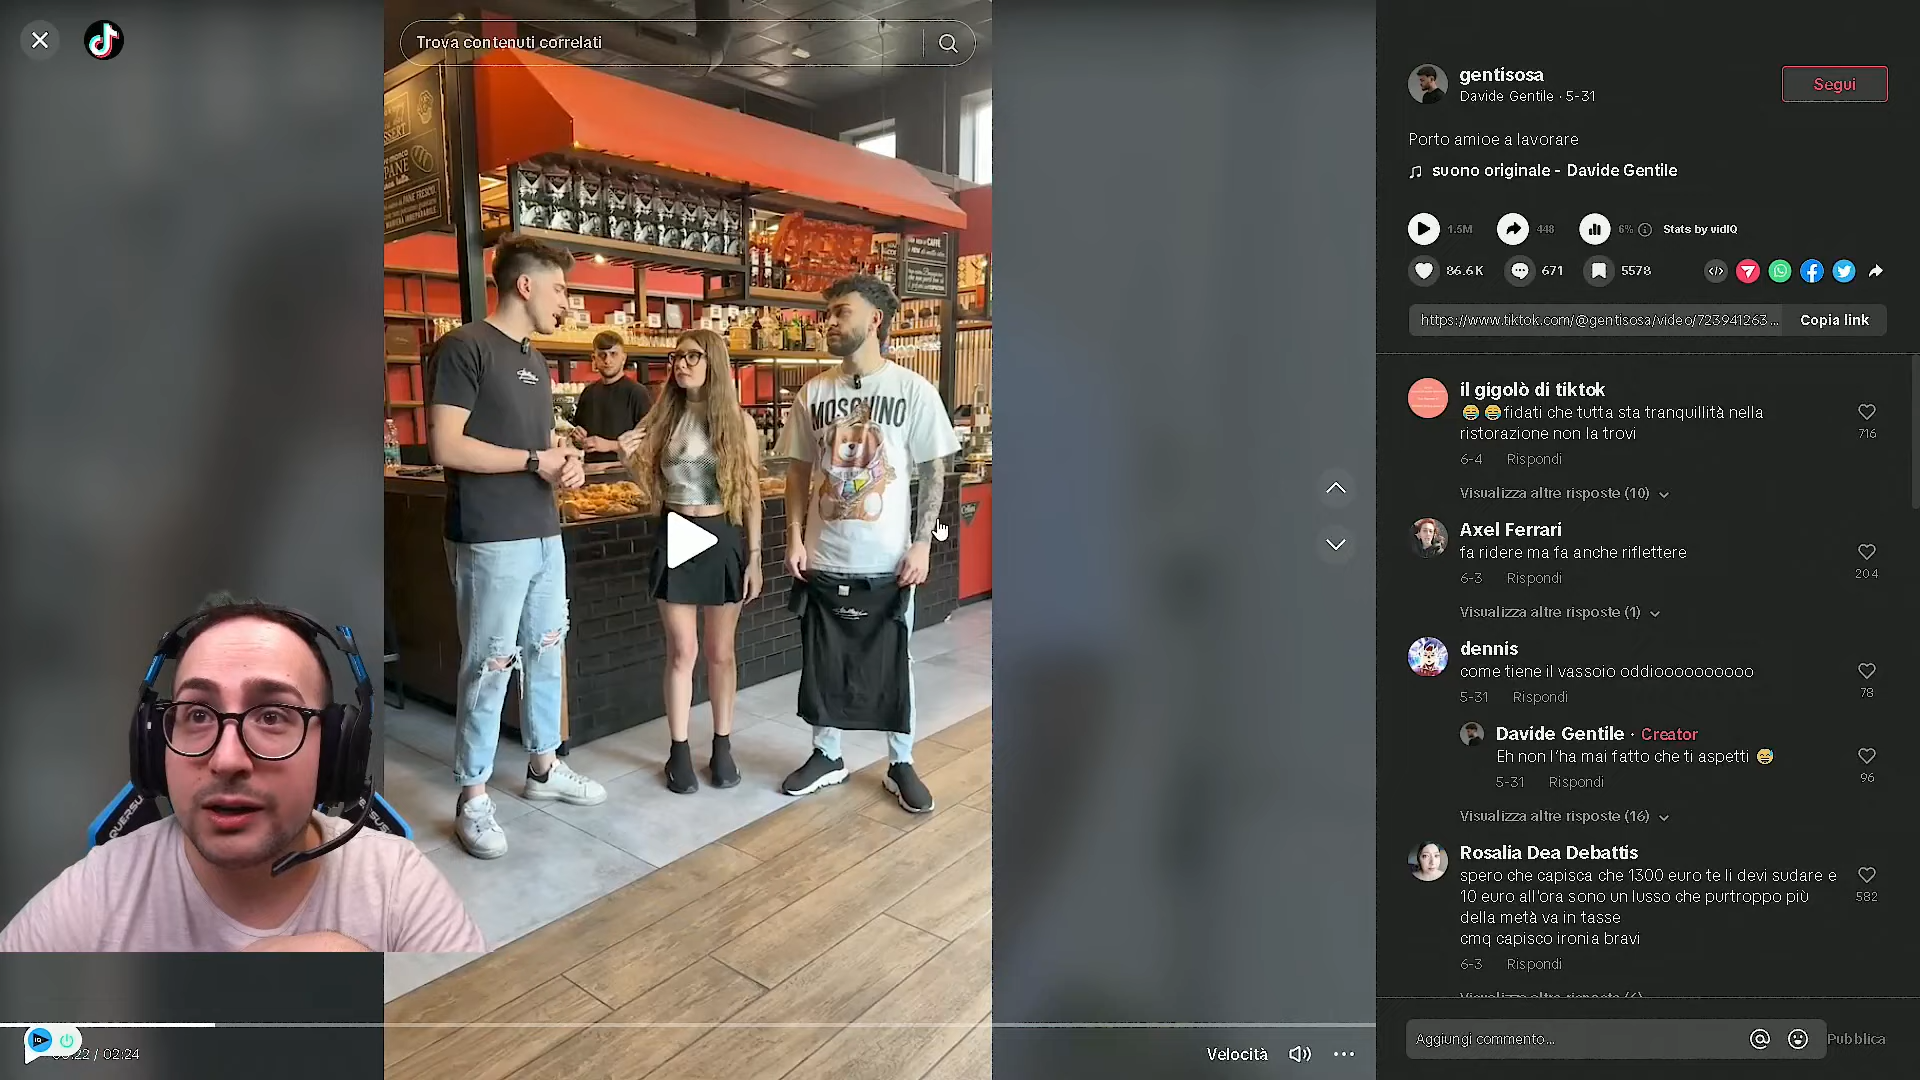 Trova contenuti correlati
DESSERT
PANE
MOSCHINO
gentisosa
Davide Gentile · 5-31
Segui
Porto amioe a lavorare
suono originale - Davide Gentile
1.5M
448
6%
Stats by vidIQ
86.6K
671
5578
https://www.tiktok.com/@gentisosa/video/723941263...
Copia link
il gigolò di tiktok
😂😂fidati che tutta sta tranquillità nella
ristorazione non la trovi
716
6-4 Rispondi
Visualizza altre risposte (10)
Axel Ferrari
fa ridere ma fa anche riflettere
204
6-3 Rispondi
Visualizza altre risposte (1)
dennis
come tiene il vassoio oddioooooooooo
78
5-31 Rispondi
Davide Gentile · Creator
Eh non l'ha mai fatto che ti aspetti 😅
96
5-31 Rispondi
Visualizza altre risposte (16)
Rosalia Dea Debattis
spero che capisca che 1300 euro te li devi sudare e
10 euro all'ora sono un lusso che purtroppo più
della metà va in tasse
cmq capisco ironia bravi
582
6-3 Rispondi
Aggiungi commento...
Pubblica
/ 02:24
Velocità